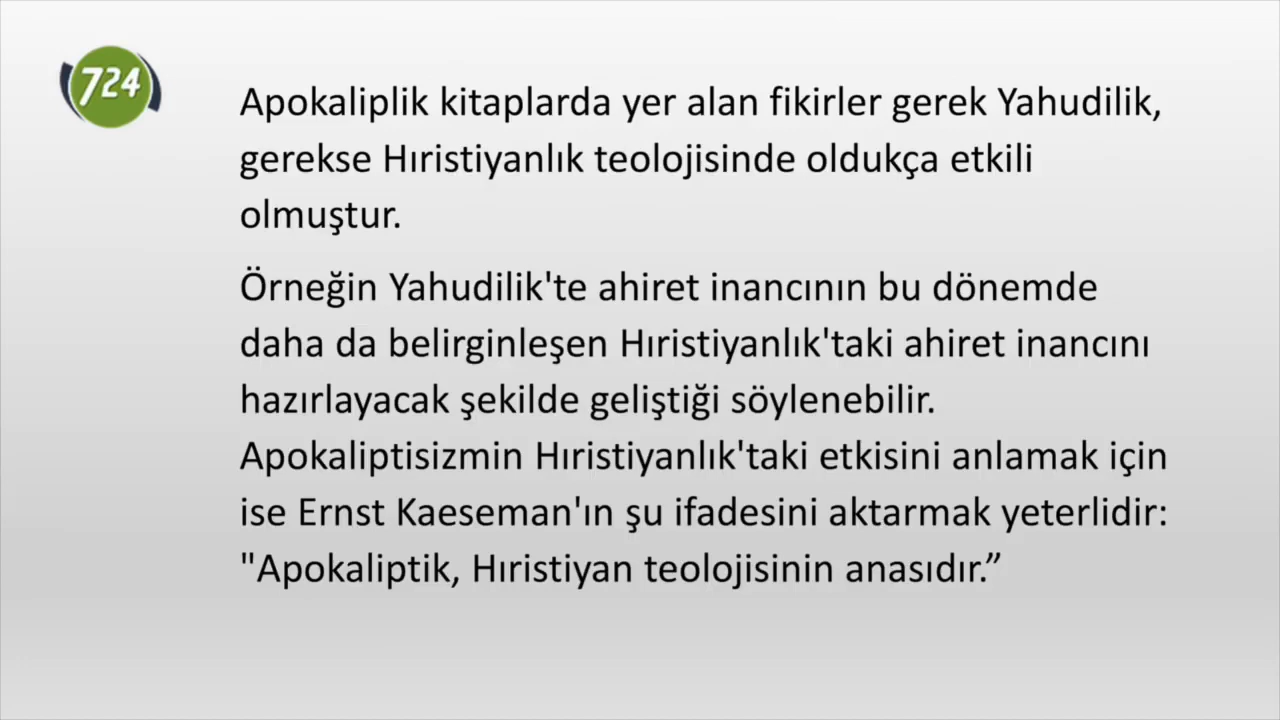 724
Apokaliplik kitaplarda yer alan fikirler gerek Yahudilik,
gerekse Hıristiyanlık teolojisinde oldukça etkili
olmuştur.
Örneğin Yahudilik'te ahiret inancının bu dönemde
daha da belirginleşen Hıristiyanlık'taki ahiret inancını
hazırlayacak şekilde geliştiği söylenebilir.
Apokaliptisizmin Hıristiyanlık'taki etkisini anlamak için
ise Ernst Kaeseman'ın şu ifadesini aktarmak yeterlidir:
"Apokaliptik, Hıristiyan teolojisinin anasıdır.”